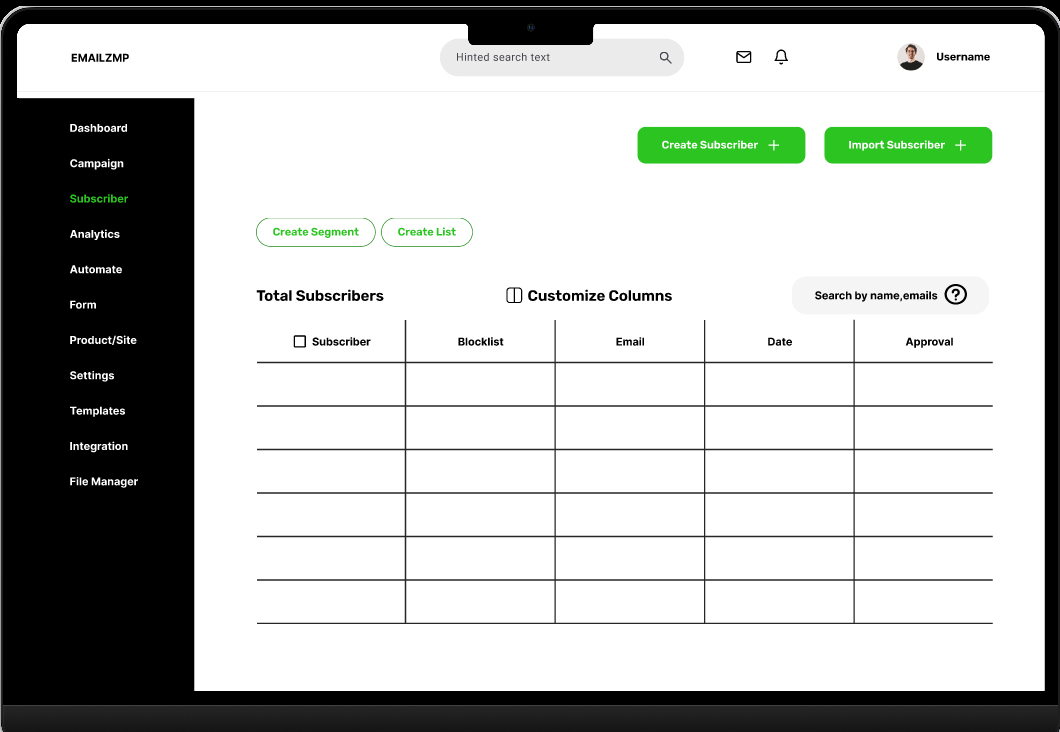 EMAILZMP
Hinted search text
Username
Dashboard
Campaign
Subscriber
Analytics
Automate
Form
Product/Site
Settings
Templates
Integration
File Manager
Create Subscriber +
Import Subscriber +
Create Segment
Create List
Total Subscribers
Customize Columns
Search by name,emails ?
Subscriber Blocklist Email Date Approval